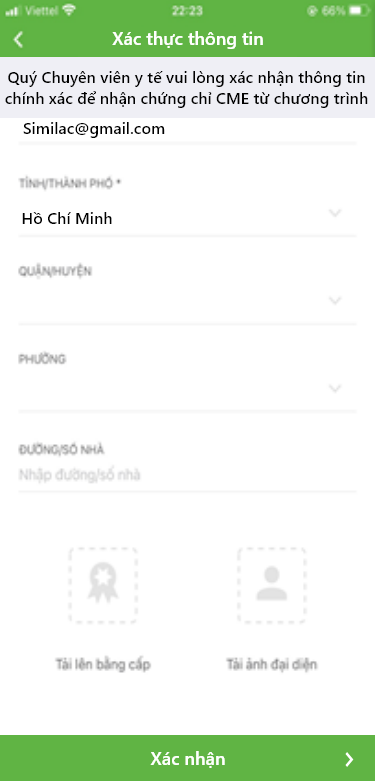 Viettel 22:23 66%
Xác thực thông tin
Quý Chuyên viên y tế vui lòng xác nhận thông tin
chính xác để nhận chứng chỉ CME từ chương trình
Similac@gmail.com
TỈNH/THÀNH PHỐ *
Hồ Chí Minh
QUẬN/HUYỆN
PHƯỜNG
ĐƯỜNG/SỐ NHÀ
Nhập đường/số nhà
Tải lên bằng cấp Tải ảnh đại diện
Xác nhận